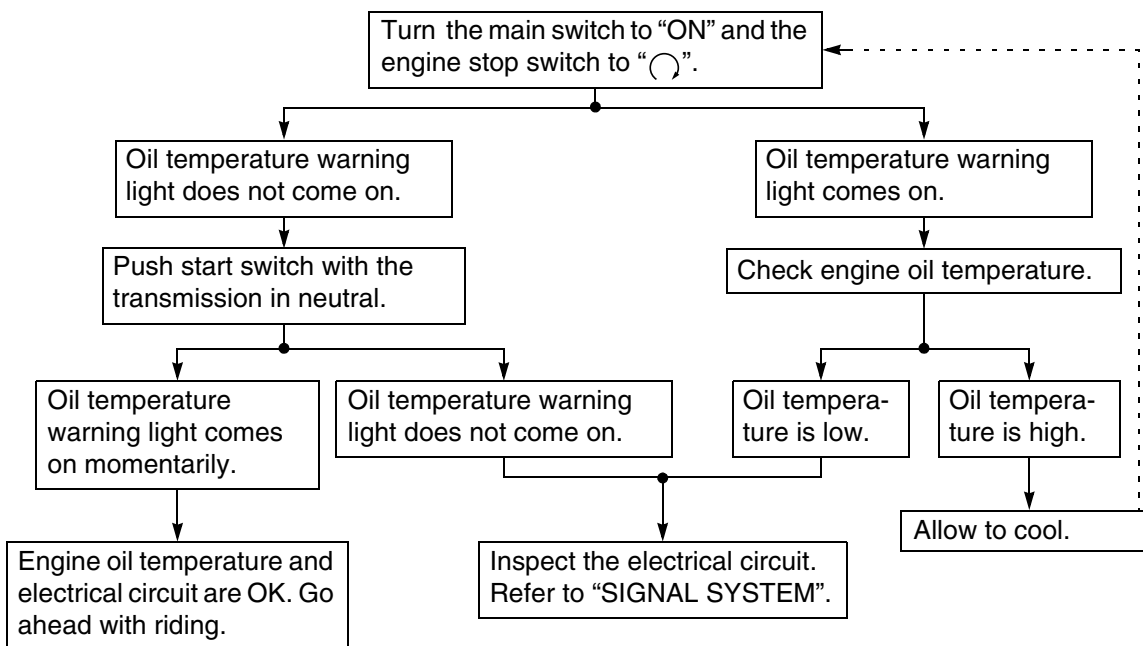 Turn the main switch to “ON” and the
engine stop switch to “ ”.
Oil temperature warning
light does not come on.
Oil temperature warning
light comes on.
Push start switch with the
transmission in neutral.
Check engine oil temperature.
Oil temperature
warning light comes
on momentarily.
Oil temperature warning
light does not come on.
Oil tempera-
ture is low.
Oil tempera-
ture is high.
Allow to cool.
Engine oil temperature and
electrical circuit are OK. Go
ahead with riding.
Inspect the electrical circuit.
Refer to “SIGNAL SYSTEM”.